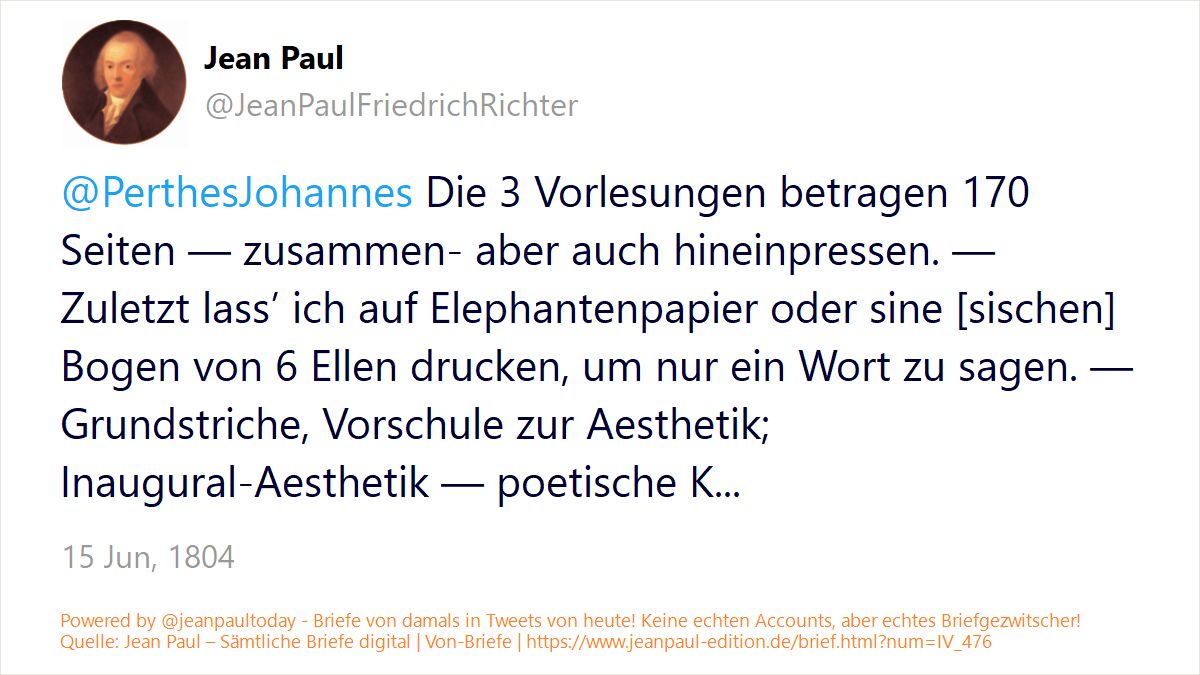 Jean Paul
@JeanPaulFriedrichRichter
@PerthesJohannes Die 3 Vorlesungen betragen 170
Seiten — zusammen- aber auch hineinpressen. —
Zuletzt lass’ ich auf Elephantenpapier oder sine [sischen]
Bogen von 6 Ellen drucken, um nur ein Wort zu sagen. —
Grundstriche, Vorschule zur Aesthetik;
Inaugural-Aesthetik — poetische K...
15 Jun, 1804
Powered by @jeanpaultoday - Briefe von damals in Tweets von heute! Keine echten Accounts, aber echtes Briefgezwitscher!
Quelle: Jean Paul – Sämtliche Briefe digital | Von-Briefe | https://www.jeanpaul-edition.de/brief.html?num=IV_476